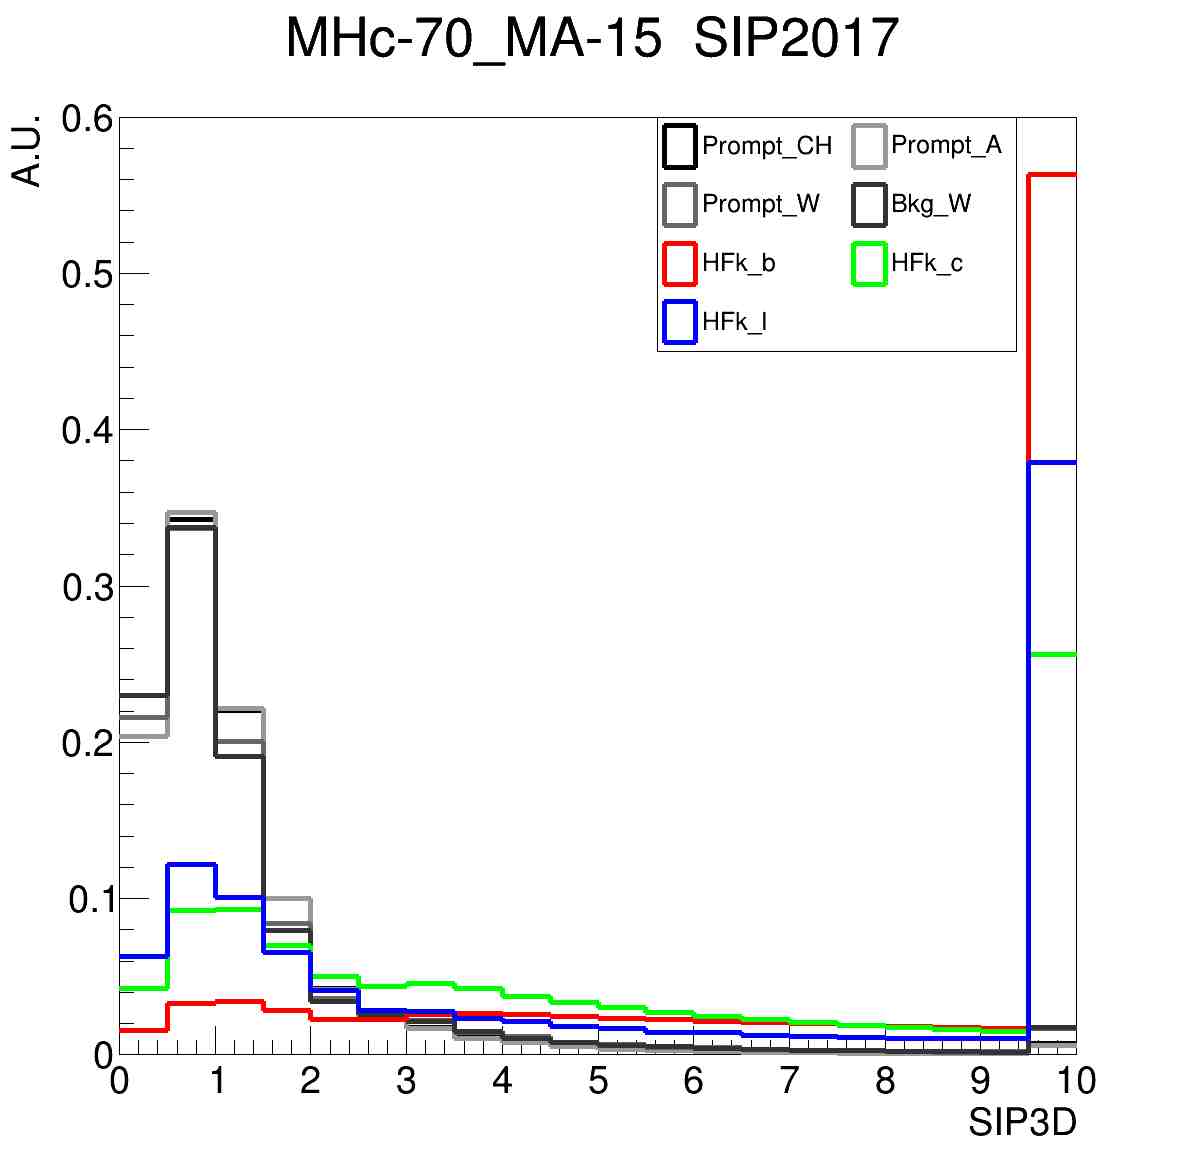 MHc-70_MA-15 SIP2017
A.U.
0.6
0.5
0.4
0.3
0.2
0.1
0
Prompt_CH Prompt_A
Prompt_W Bkg_W
HFk_b HFk_c
HFk_l
0 1 2 3 4 5 6 7 8 9 10
SIP3D